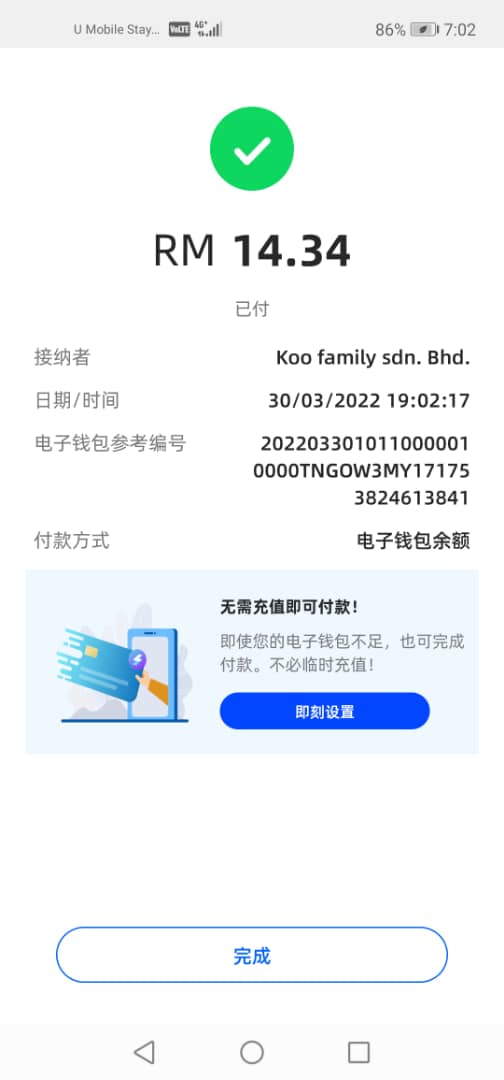 U Mobile Stay... VoLTE 4G+ 86% 7:02
RM 14.34
已付
接纳者 Koo family sdn. Bhd.
日期/时间 30/03/2022 19:02:17
电子钱包参考编号 202203301011000001
0000TNGOW3MY17175
3824613841
付款方式 电子钱包余额
无需充值即可付款！
即使您的电子钱包不足，也可完成
付款。不必临时充值！
即刻设置
完成